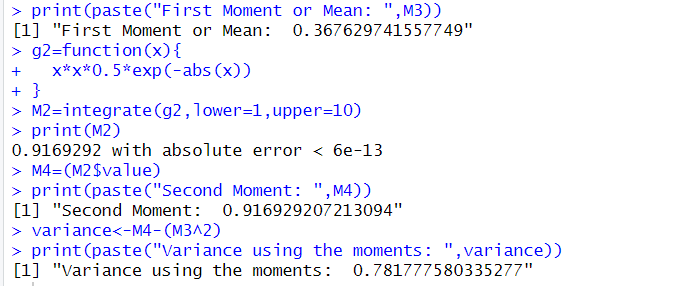 > print(paste("First Moment or Mean: ",M3))
[1] "First Moment or Mean:  0.367629741557749"
> g2=function(x){
+   x*x*0.5*exp(-abs(x))
+ }
> M2=integrate(g2,lower=1,upper=10)
> print(M2)
0.9169292 with absolute error < 6e-13
> M4=(M2$value)
> print(paste("Second Moment: ",M4))
[1] "Second Moment:  0.916929207213094"
> variance<-M4-(M3^2)
> print(paste("Variance using the moments: ",variance))
[1] "Variance using the moments:  0.781777580335277"